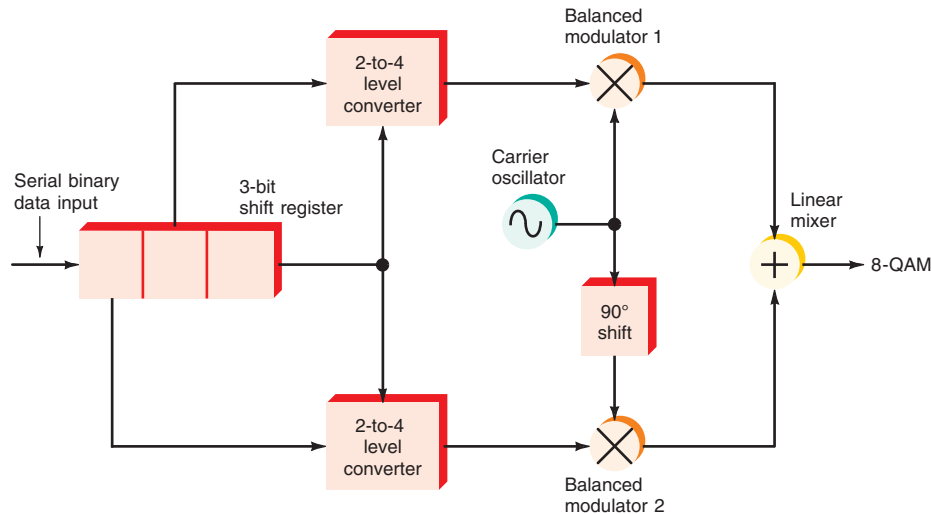 Balanced
modulator 1
2-to-4
level
converter
Carrier
oscillator
Serial binary
data input
3-bit
shift register
Linear
mixer
8-QAM
90°
shift
2-to-4
level
converter
Balanced
modulator 2